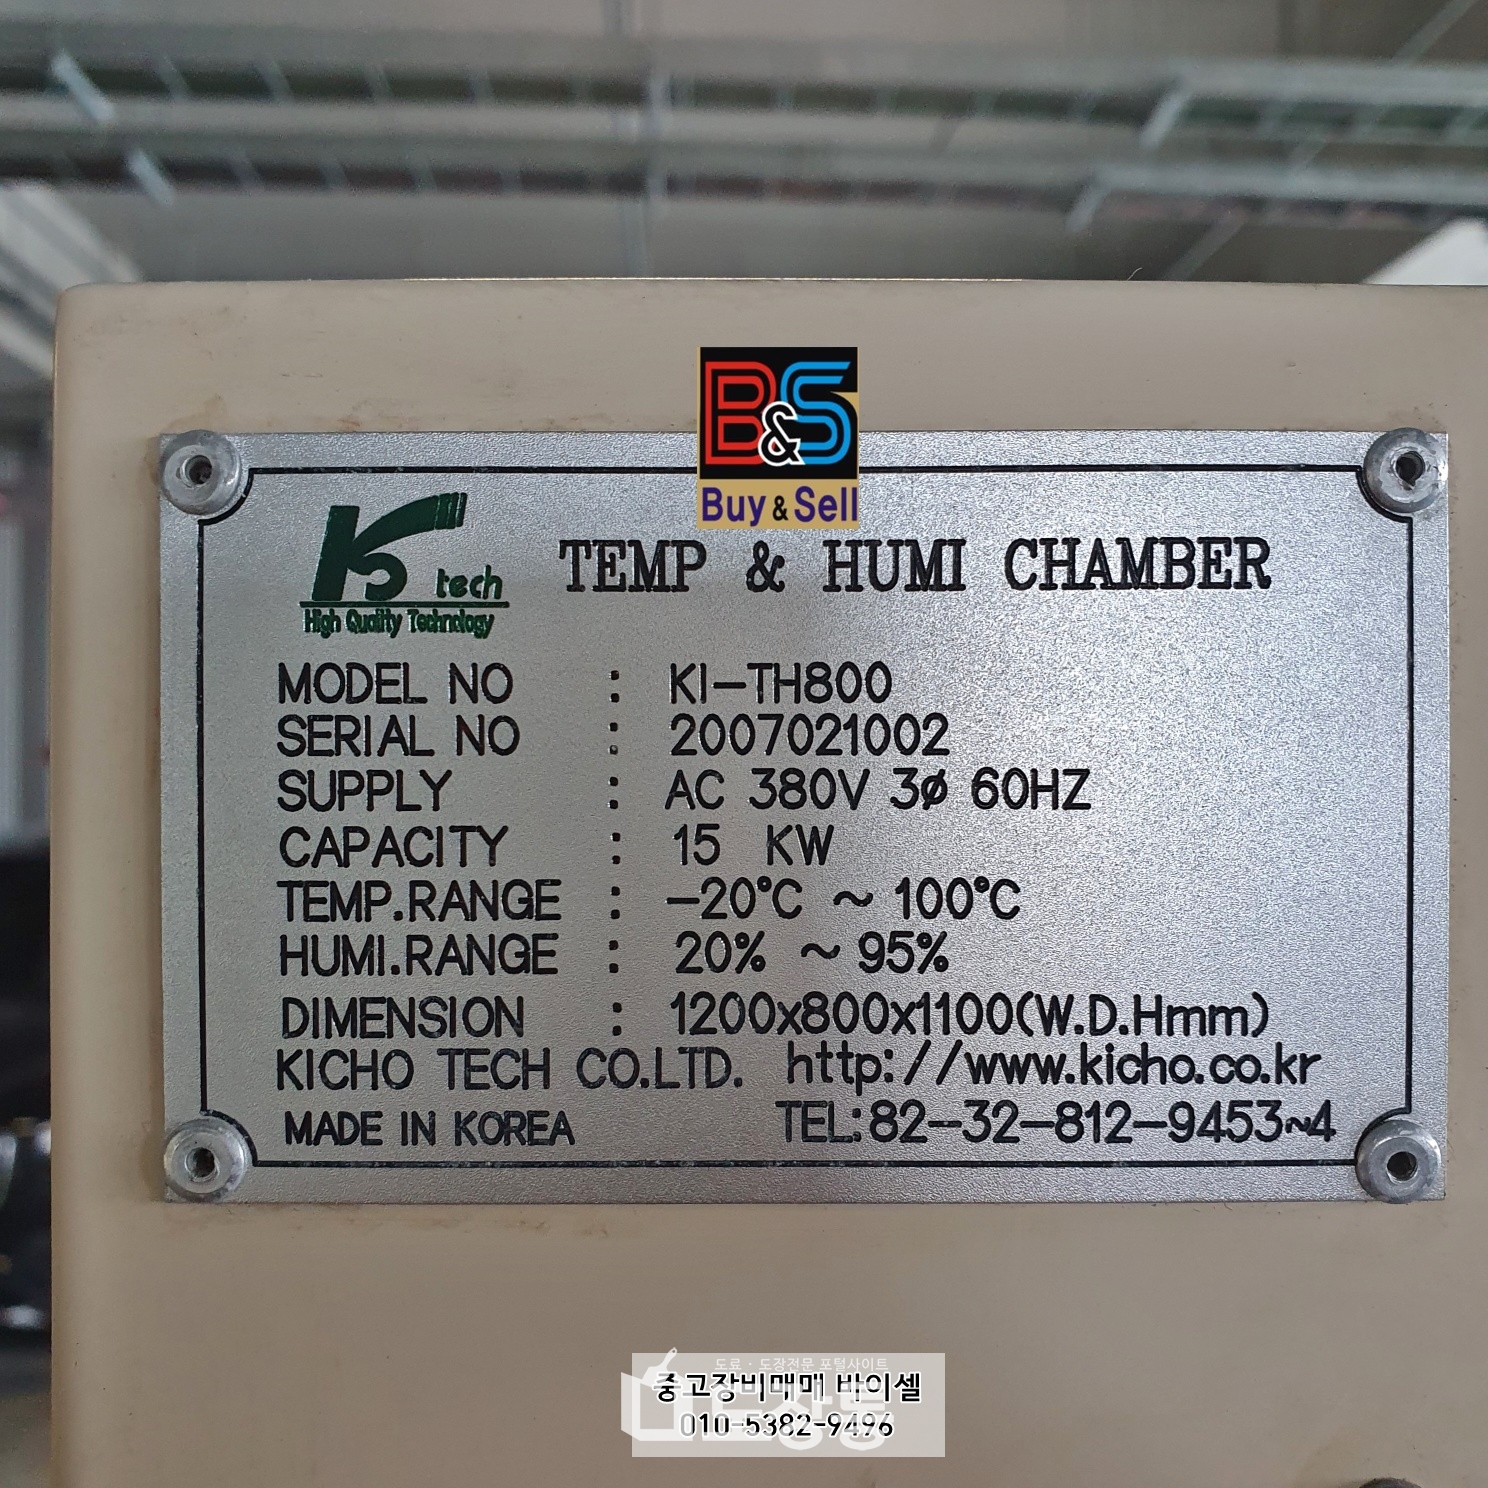 B&S
Buy & Sell
K tech
High Quality Technology
TEMP & HUMI CHAMBER
MODEL NO : KI-TH800
SERIAL NO : 2007021002
SUPPLY : AC 380V 3ø 60HZ
CAPACITY : 15 KW
TEMP.RANGE : -20°C ~ 100°C
HUMI.RANGE : 20% ~ 95%
DIMENSION : 1200x800x1100(W.D.Hmm)
KICHO TECH CO.LTD. http://www.kicho.co.kr
MADE IN KOREA TEL:82-32-812-9453~4
도료 · 도장전문 포털사이트
중고장비매매 바이셀
010-5382-9496